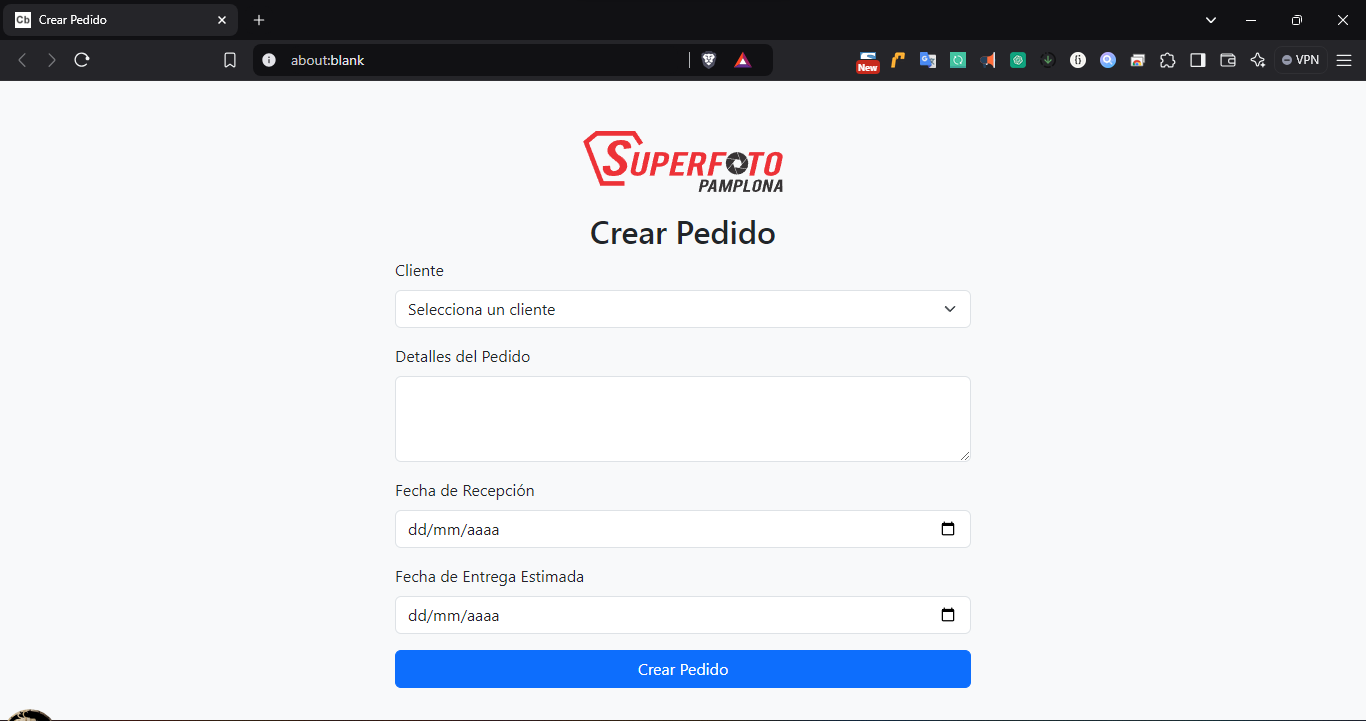 Cb Crear Pedido
about:blank
New
VPN
SUPERFOTO
PAMPLONA
Crear Pedido
Cliente
Selecciona un cliente
Detalles del Pedido
Fecha de Recepción
dd/mm/aaaa
Fecha de Entrega Estimada
dd/mm/aaaa
Crear Pedido